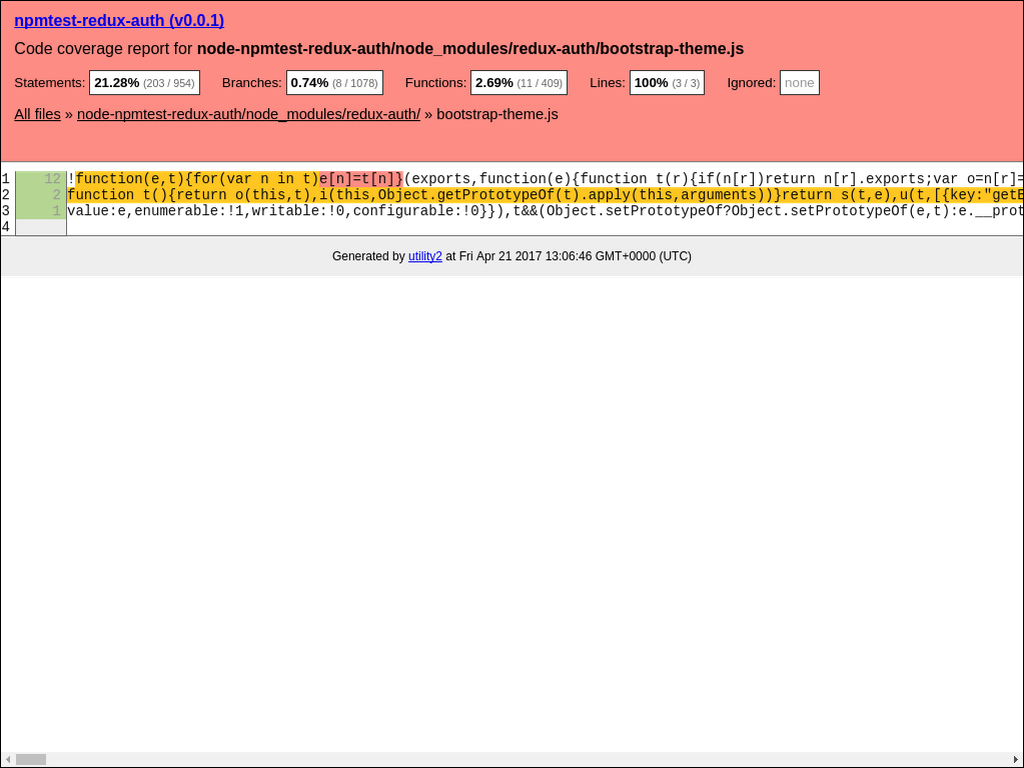 npmtest-redux-auth (v0.0.1)
Code coverage report for node-npmtest-redux-auth/node_modules/redux-auth/bootstrap-theme.js
Statements: 21.28% (203 / 954) Branches: 0.74% (8 / 1078) Functions: 2.69% (11 / 409) Lines: 100% (3 / 3) Ignored: none
All files » node-npmtest-redux-auth/node_modules/redux-auth/ » bootstrap-theme.js
1 12 !function(e,t){for(var n in t)e[n]=t[n]}(exports,function(e){function t(r){if(n[r])return n[r].exports;var o=n[r]=
2 2 function t(){return o(this,t),i(this,Object.getPrototypeOf(t).apply(this,arguments))}return s(t,e),u(t,[{key:"getE
3 1 value:e,enumerable:!1,writable:!0,configurable:!0}}),t&&(Object.setPrototypeOf?Object.setPrototypeOf(e,t):e.__prot
4
Generated by utility2 at Fri Apr 21 2017 13:06:46 GMT+0000 (UTC)